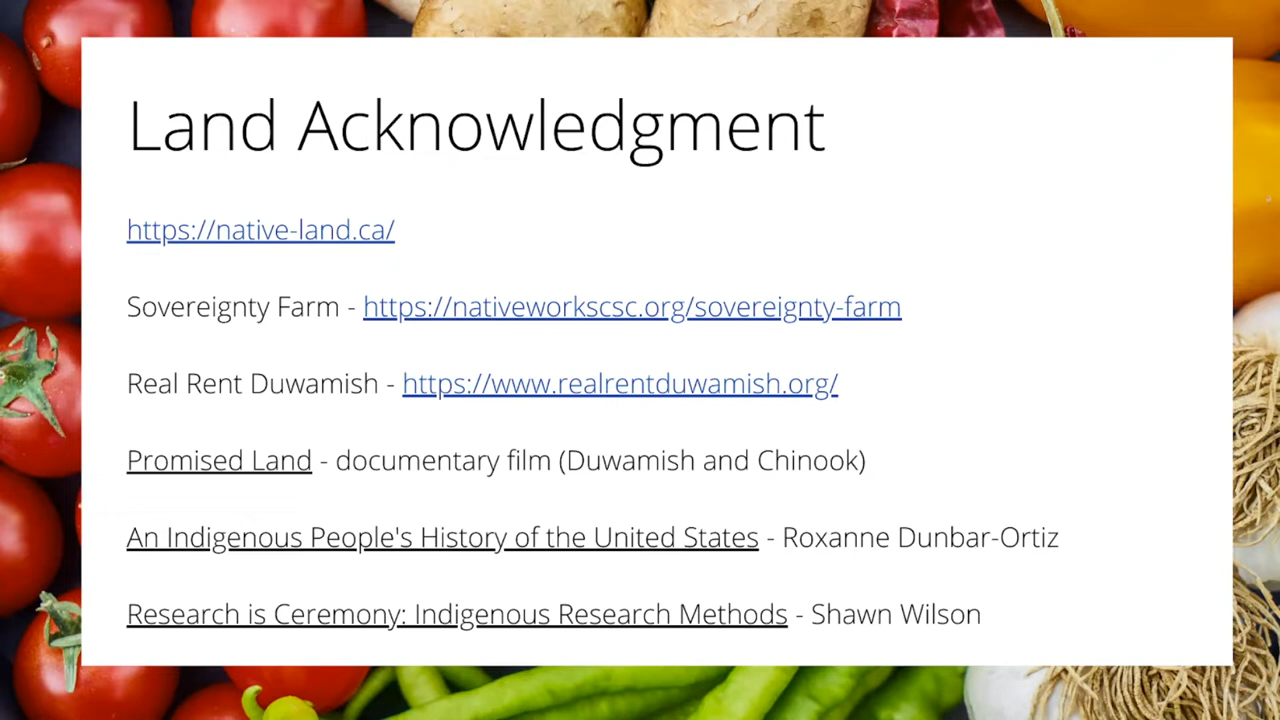 Land Acknowledgment
https://native-land.ca/
Sovereignty Farm - https://nativeworkscsc.org/sovereignty-farm
Real Rent Duwamish - https://www.realrentduwamish.org/
Promised Land - documentary film (Duwamish and Chinook)
An Indigenous People's History of the United States - Roxanne Dunbar-Ortiz
Research is Ceremony: Indigenous Research Methods - Shawn Wilson